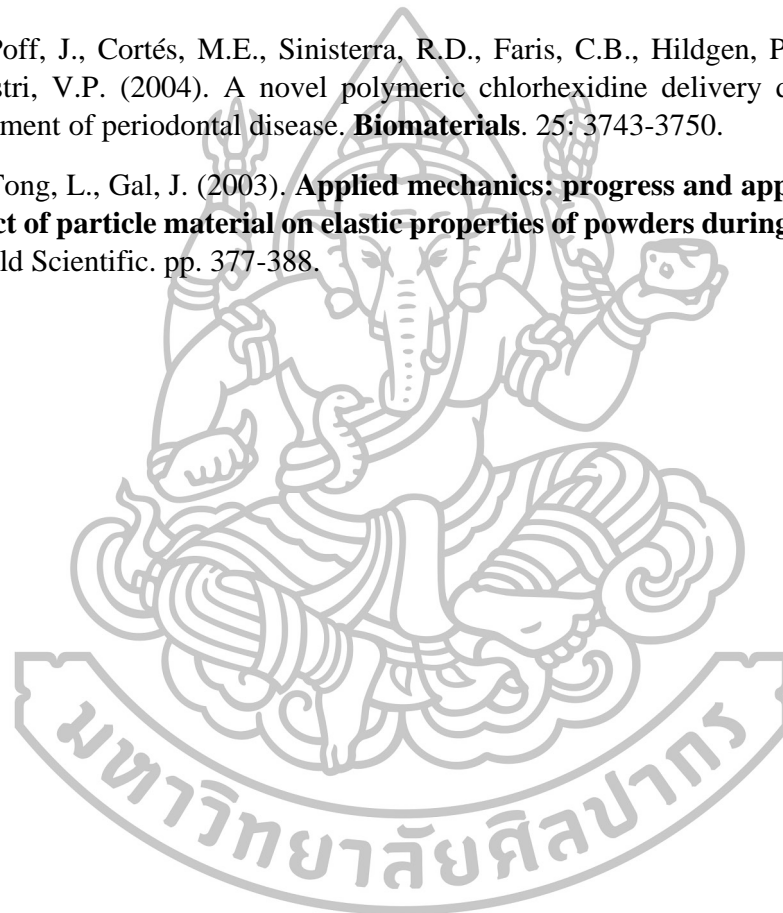 off, J., Cortés, M.E., Sinisterra, R.D., Faris, C.B., Hildgen, P
stri, V.P. (2004). A novel polymeric chlorhexidine delivery d
ment of periodontal disease. Biomaterials. 25: 3743-3750.
ong, L., Gal, J. (2003). Applied mechanics: progress and app
ct of particle material on elastic properties of powders during
ld Scientific. pp. 377-388.
มหาวิทยาลัยศิลปากร